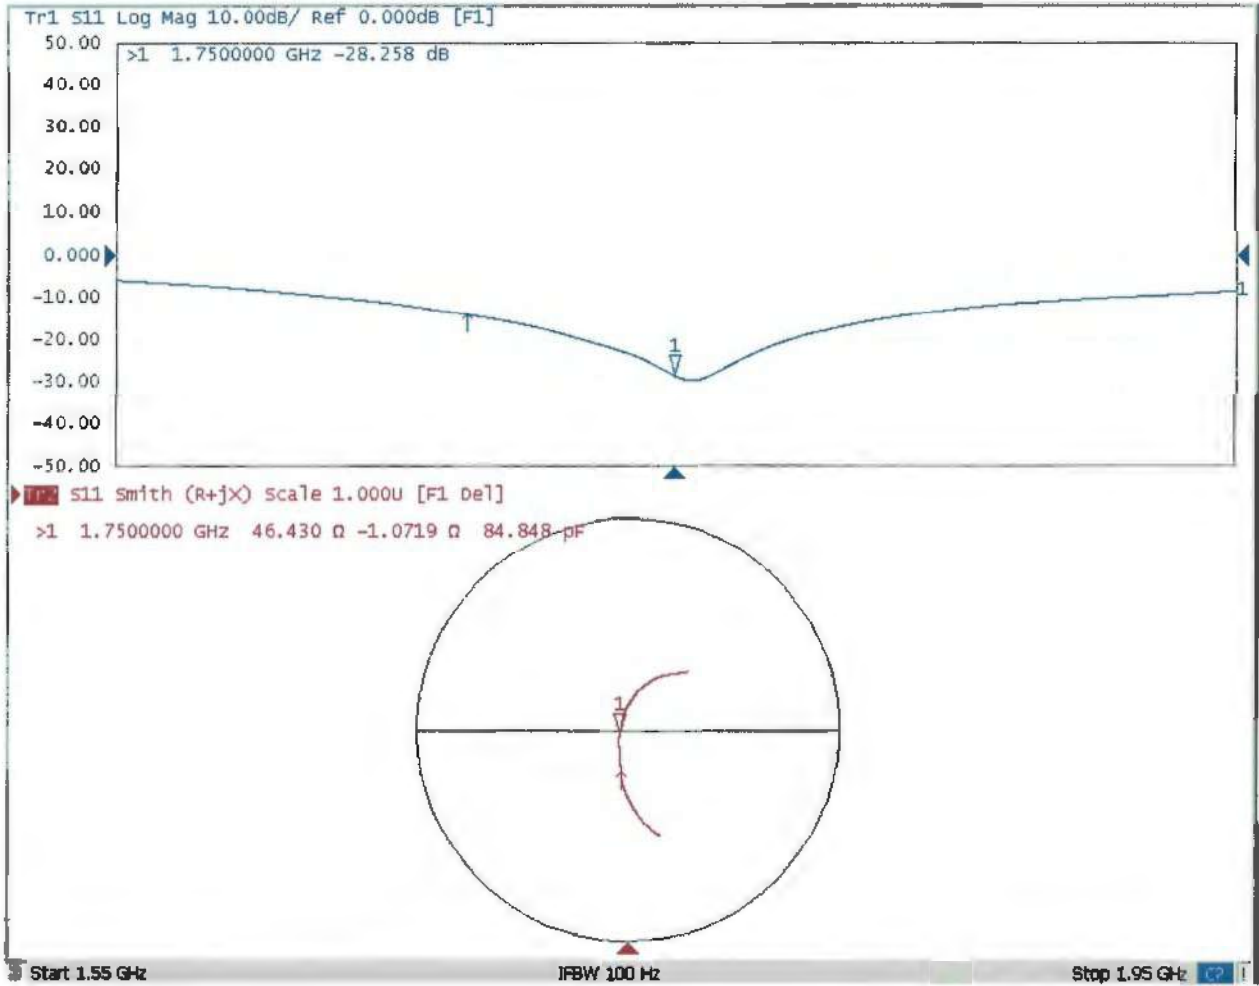 Tr1 S11 Log Mag 10.00dB/ Ref 0.000dB [F1]
50.00
>1 1.7500000 GHz -28.258 dB
40.00
30.00
20.00
10.00
0.000
-10.00
1
-20.00
1
-30.00
-40.00
-50.00
Tr2 S11 Smith (R+jX) Scale 1.000U [F1 Del]
>1 1.7500000 GHz 46.430 Ω -1.0719 Ω 84.848 pF
1
Start 1.55 GHz IFBW 100 Hz Stop 1.95 GHz C? !